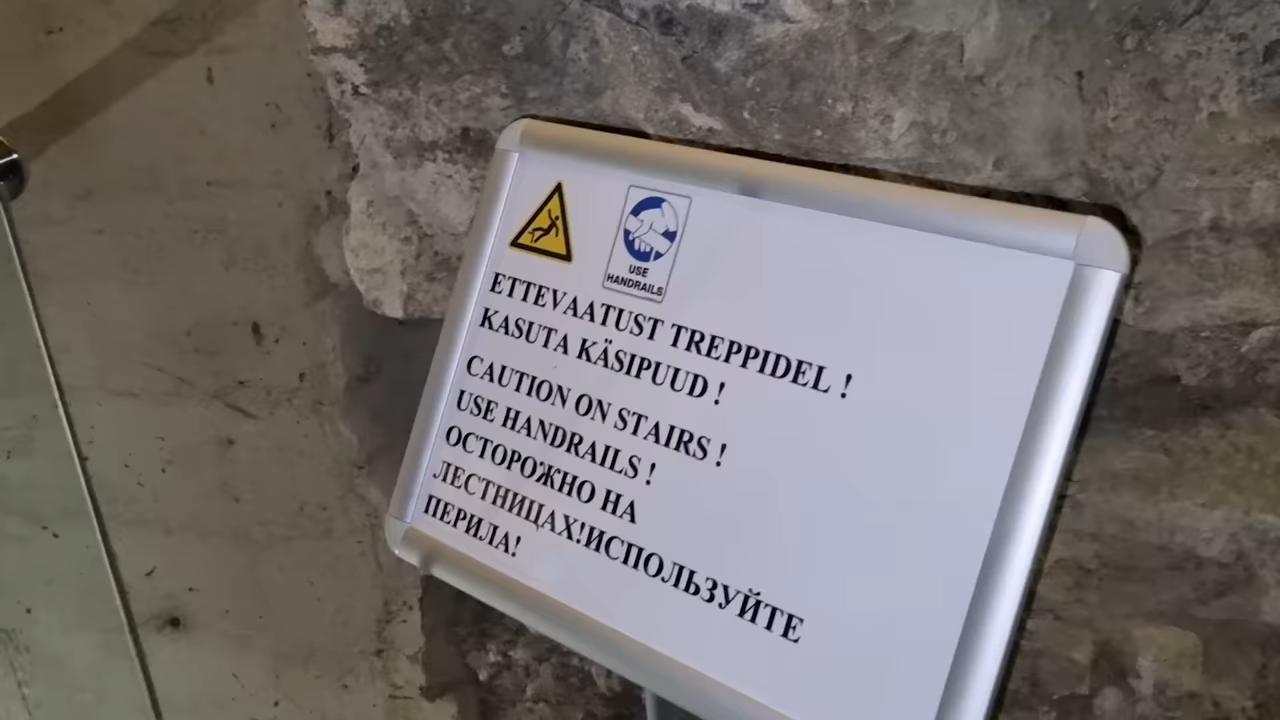 USE
HANDRAILS
ETTEVAATUST TREPPIDEL !
KASUTA KÄSIPUUD !
CAUTION ON STAIRS !
USE HANDRAILS !
ОСТОРОЖНО НА
ЛЕСТНИЦАХ!ИСПОЛЬЗУЙТЕ
ПЕРИЛА!